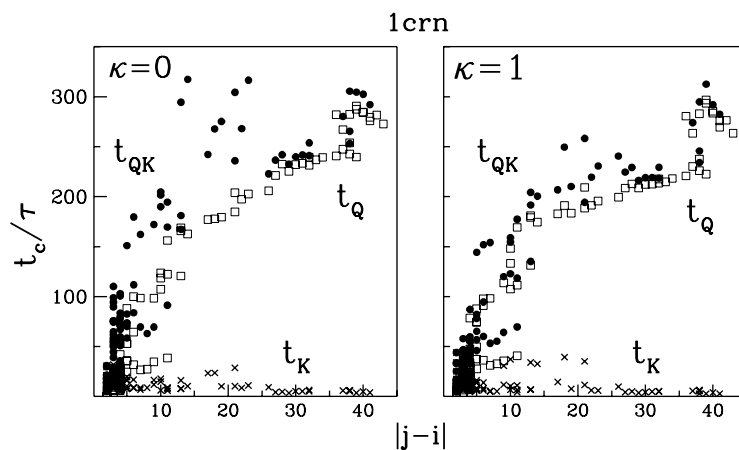 1crn
κ=0
κ=1
300
200
100
t_c/τ
t_QK
t_Q
t_K
t_QK
t_Q
t_K
10 20 30 40
10 20 30 40
|j−i|